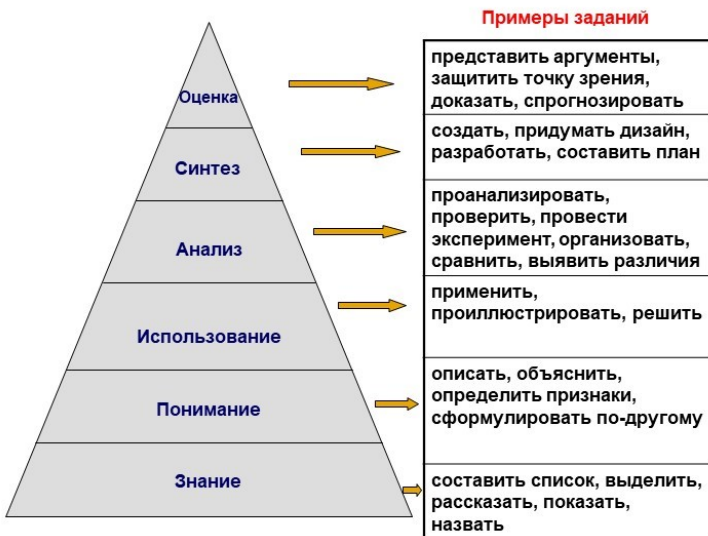 Примеры заданий
Оценка
представить аргументы,
защитить точку зрения,
доказать, спрогнозировать
Синтез
создать, придумать дизайн,
разработать, составить план
Анализ
проанализировать,
проверить, провести
эксперимент, организовать,
сравнить, выявить различия
Использование
применить,
проиллюстрировать, решить
Понимание
описать, объяснить,
определить признаки,
сформулировать по-другому
Знание
составить список, выделить,
рассказать, показать,
назвать